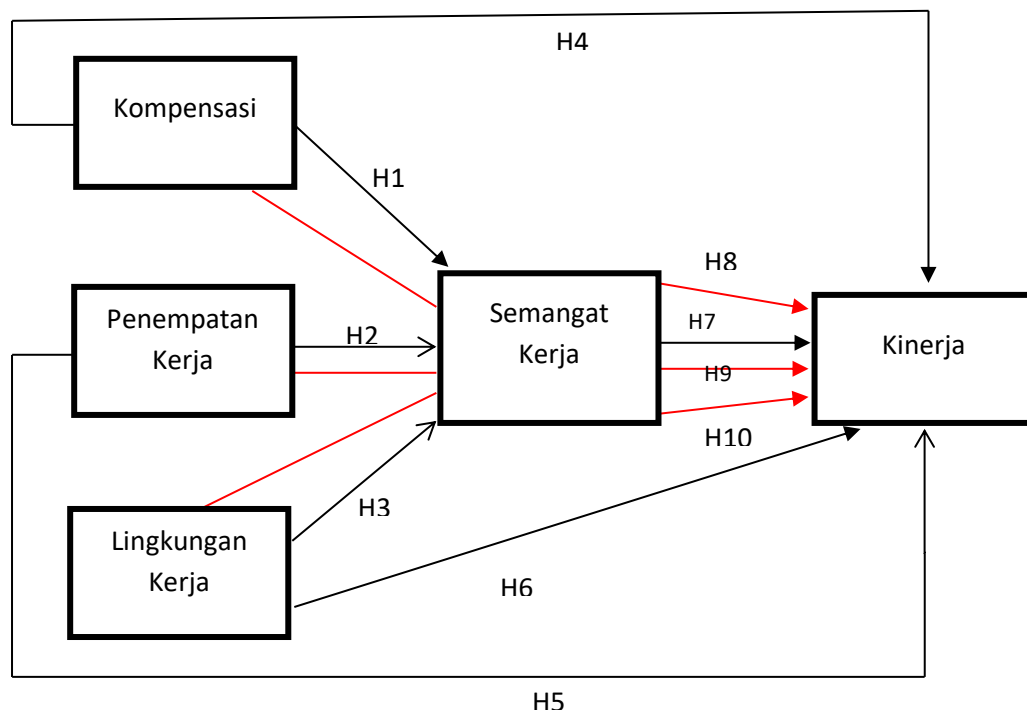 H4
Kompensasi
H1
H8
Penempatan
Kerja
H2
Semangat
Kerja
H7
H9
Kinerja
H10
Lingkungan
Kerja
H3
H6
H5